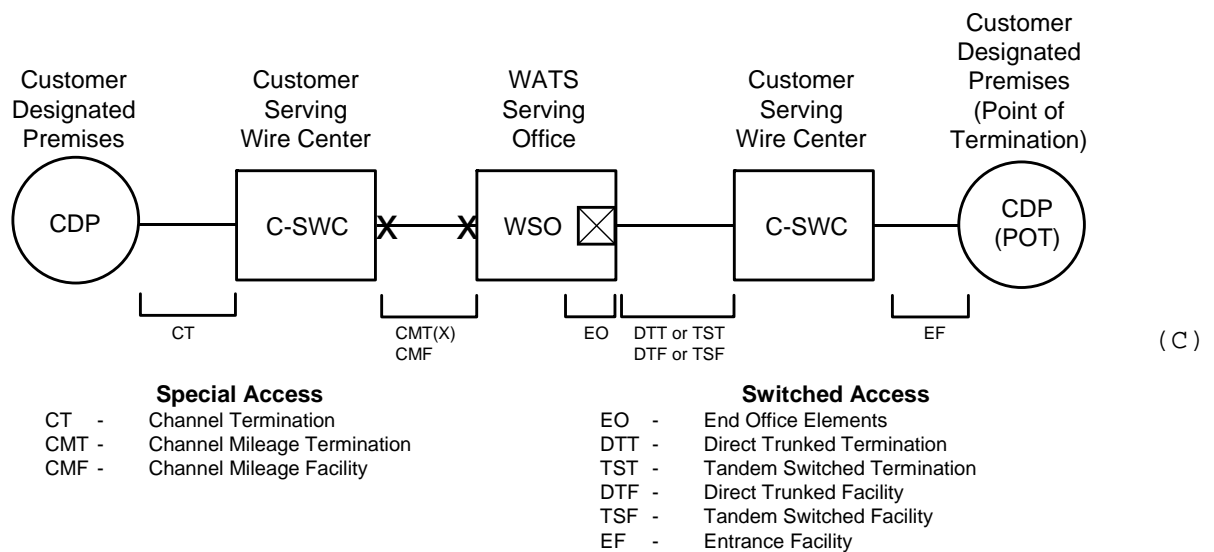 Customer
Designated
Premises
Customer
Serving
Wire Center
WATS
Serving
Office
Customer
Serving
Wire Center
Customer
Designated
Premises
(Point of
Termination)
CDP
C-SWC
X
X
WSO
C-SWC
CDP
(POT)
CT
CMT(X)
CMF
EO
DTT or TST
DTF or TSF
EF
(C)
Special Access
CT - Channel Termination
CMT - Channel Mileage Termination
CMF - Channel Mileage Facility
Switched Access
EO - End Office Elements
DTT - Direct Trunked Termination
TST - Tandem Switched Termination
DTF - Direct Trunked Facility
TSF - Tandem Switched Facility
EF - Entrance Facility